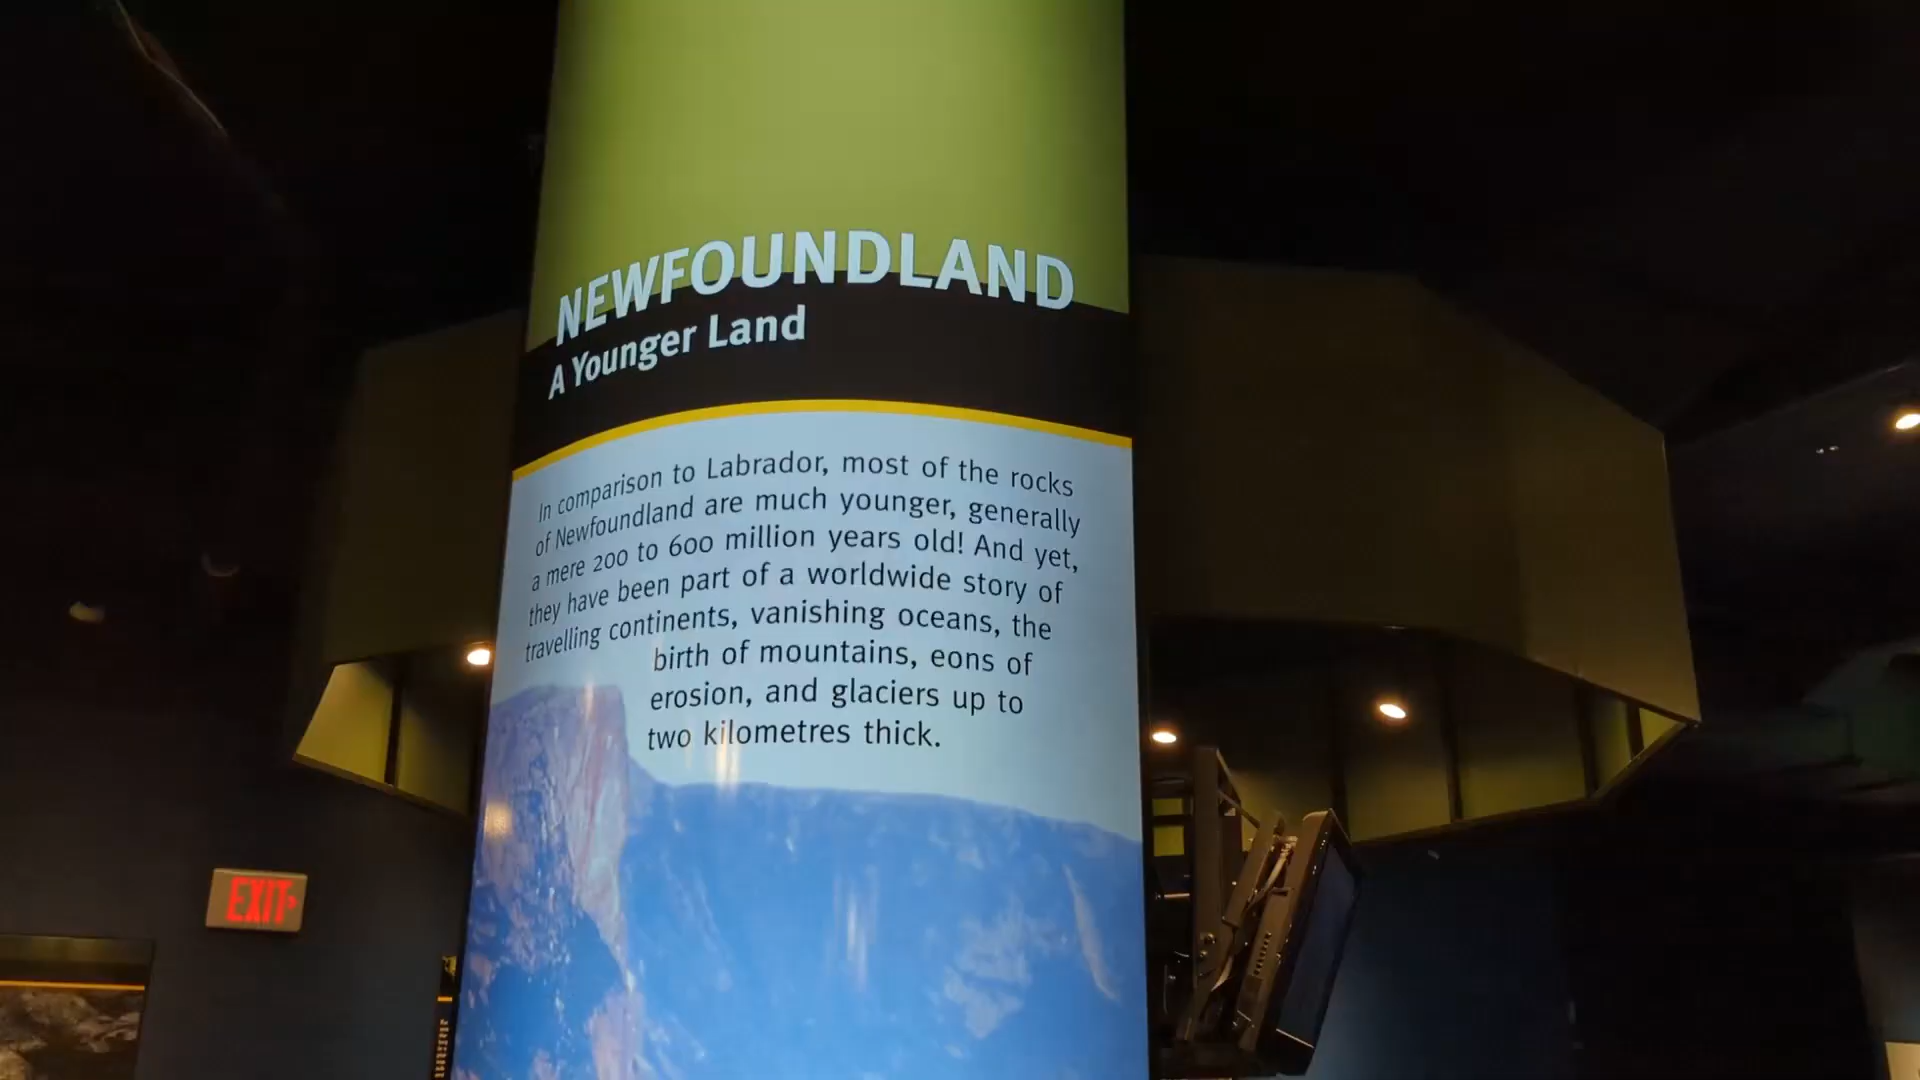 NEWFOUNDLAND
A Younger Land
In comparison to Labrador, most of the rocks
of Newfoundland are much younger, generally
a mere 200 to 600 million years old! And yet,
they have been part of a worldwide story of
travelling continents, vanishing oceans, the
birth of mountains, eons of
erosion, and glaciers up to
two kilometres thick.
EXIT